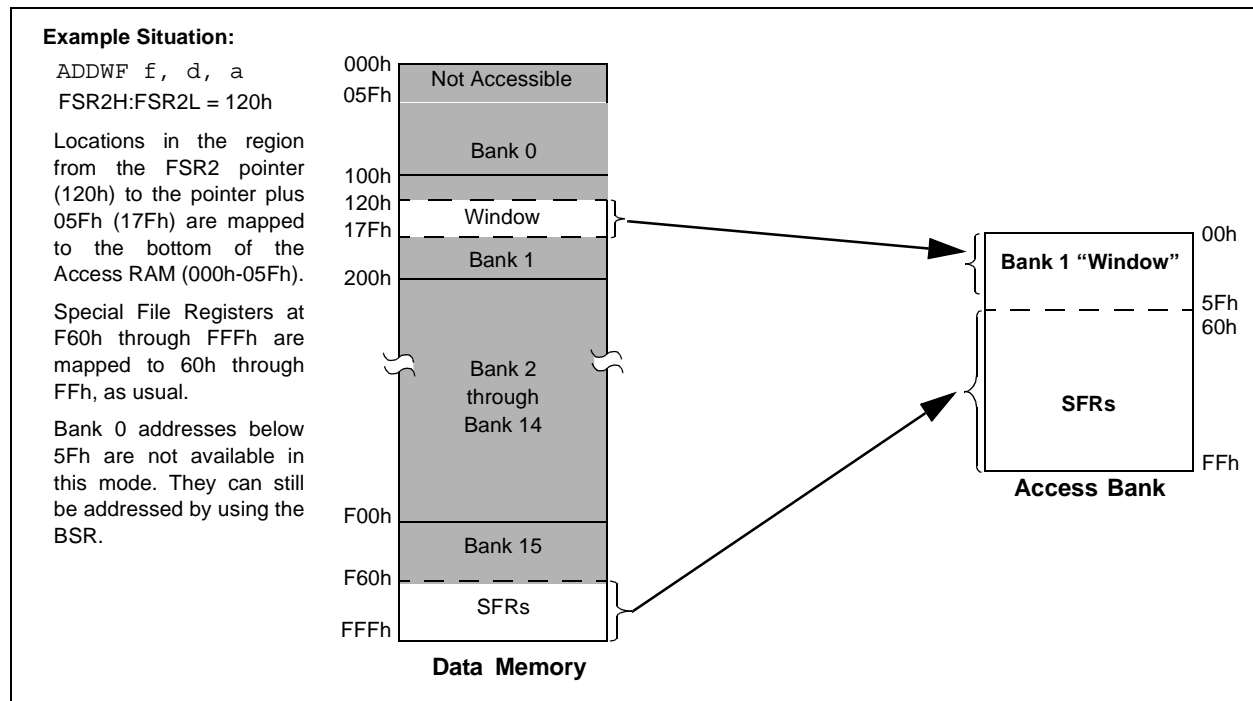 Example Situation:
ADDWF f, d, a
FSR2H:FSR2L = 120h
Locations in the region
from the FSR2 pointer
(120h) to the pointer plus
05Fh (17Fh) are mapped
to the bottom of the
Access RAM (000h-05Fh).
Special File Registers at
F60h through FFFh are
mapped to 60h through
FFh, as usual.
Bank 0 addresses below
5Fh are not available in
this mode. They can still
be addressed by using the
BSR.
000h
Not Accessible
05Fh
Bank 0
100h
120h
Window
17Fh
Bank 1
200h
Bank 2
through
Bank 14
F00h
Bank 15
F60h
SFRs
FFFh
Data Memory
00h
Bank 1 “Window”
5Fh
60h
SFRs
FFh
Access Bank